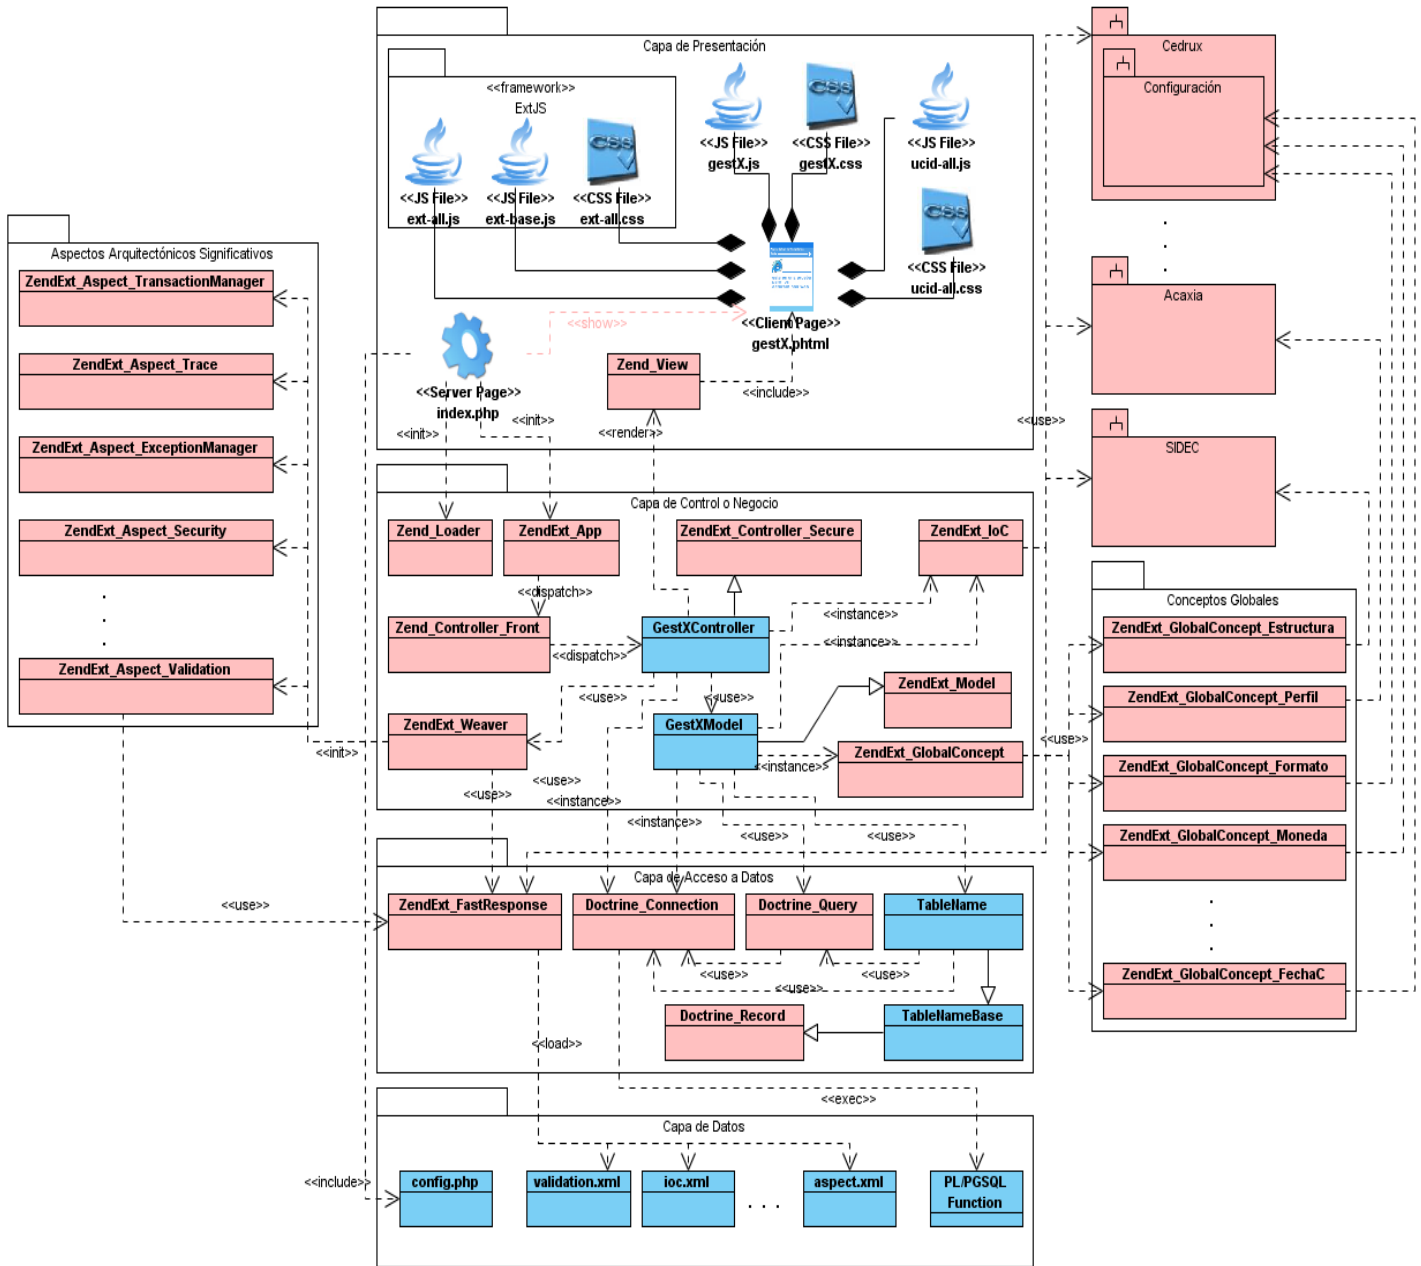 Capa de Presentación
<<framework>>
ExtJS
<<JS File>>
ext-all.js
<<JS File>>
ext-base.js
<<CSS File>>
ext-all.css
<<JS File>>
gestX.js
<<CSS File>>
gestX.css
<<JS File>>
ucid-all.js
<<CSS File>>
ucid-all.css
<<Client Page>>
gestX.phtml
<<show>>
<<Server Page>>
index.php
Zend_View
<<include>>
<<init>>
<<init>>
<<render>>
<<use>>
Cedrux
Configuración
.
.
.
Acaxia
SIDEC
Aspectos Arquitectónicos Significativos
ZendExt_Aspect_TransactionManager
ZendExt_Aspect_Trace
ZendExt_Aspect_ExceptionManager
ZendExt_Aspect_Security
.
.
.
ZendExt_Aspect_Validation
Capa de Control o Negocio
Zend_Loader
ZendExt_App
ZendExt_Controller_Secure
ZendExt_IoC
<<dispatch>>
Zend_Controller_Front
<<dispatch>>
GestXController
<<instance>>
<<instance>>
<<use>>
<<use>>
ZendExt_Model
ZendExt_Weaver
GestXModel
<<init>>
<<instance>>
ZendExt_GlobalConcept
<<use>>
<<use>>
<<use>>
<<instance>>
<<instance>>
<<use>>
<<use>>
Conceptos Globales
ZendExt_GlobalConcept_Estructura
ZendExt_GlobalConcept_Perfil
ZendExt_GlobalConcept_Formato
ZendExt_GlobalConcept_Moneda
.
.
.
ZendExt_GlobalConcept_FechaC
Capa de Acceso a Datos
<<use>>
ZendExt_FastResponse
Doctrine_Connection
Doctrine_Query
TableName
<<use>>
<<use>>
<<use>>
Doctrine_Record
TableNameBase
<<load>>
<<exec>>
Capa de Datos
<<include>>
config.php
validation.xml
ioc.xml
. . .
aspect.xml
PL/PGSQL
Function